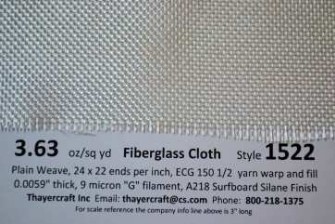 3.63 oz/sq yd Fiberglass Cloth Style 1522
Plain Weave, 24 x 22 ends per inch, ECG 150 1/2 yarn warp and fill
0.0059" thick, 9 micron "G" filament, A218 Surfboard Silane Finish
Thayercraft Inc Email: thayercraft@cs.com Phone: 800-218-1375
For scale reference the company info line above is 3" long